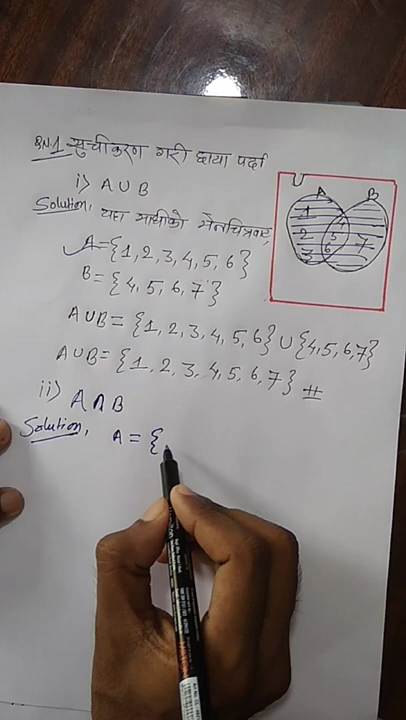 QN.1 सुचीकरण गरी छाया पर्दा
i) A ∪ B
Solution, यहा माथीको भेनचित्रबाट,
A = {1, 2, 3, 4, 5, 6}
B = {4, 5, 6, 7}
A∪B = {1, 2, 3, 4, 5, 6} ∪ {4,5,6,7}
A∪B = {1, 2, 3, 4, 5, 6, 7} #
ii) A ∩ B
Solution, A = {
U
A B
1 4
2 5 7
3 6